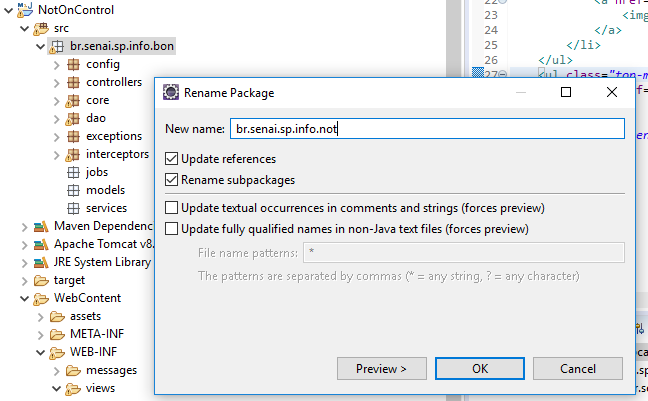 NotOnControl
src
br.senai.sp.info.bon
config
controllers
core
dao
exceptions
interceptors
jobs
models
services
Maven Dependenc
Apache Tomcat v8.
JRE System Library
target
WebContent
assets
META-INF
WEB-INF
messages
views
22 <a href=
23 <img
24 </a>
25 </li>
26 </ul>
27 <ul class="top-m
Rename Package
New name: br.senai.sp.info.not
Update references
Rename subpackages
Update textual occurrences in comments and strings (forces preview)
Update fully qualified names in non-Java text files (forces preview)
File name patterns: *
The patterns are separated by commas (* = any string, ? = any character)
Preview > OK Cancel